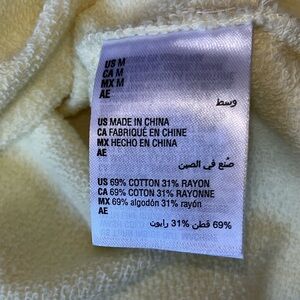 US M
CA M
MX M
AE
وسط
US MADE IN CHINA
CA FABRIQUÉ EN CHINE
MX HECHO EN CHINA
AE
صُنع في الصين
US 69% COTTON 31% RAYON
CA 69% COTON 31% RAYONNE
MX 69% algodón 31% rayón
AE
69% قطن 31% رايون